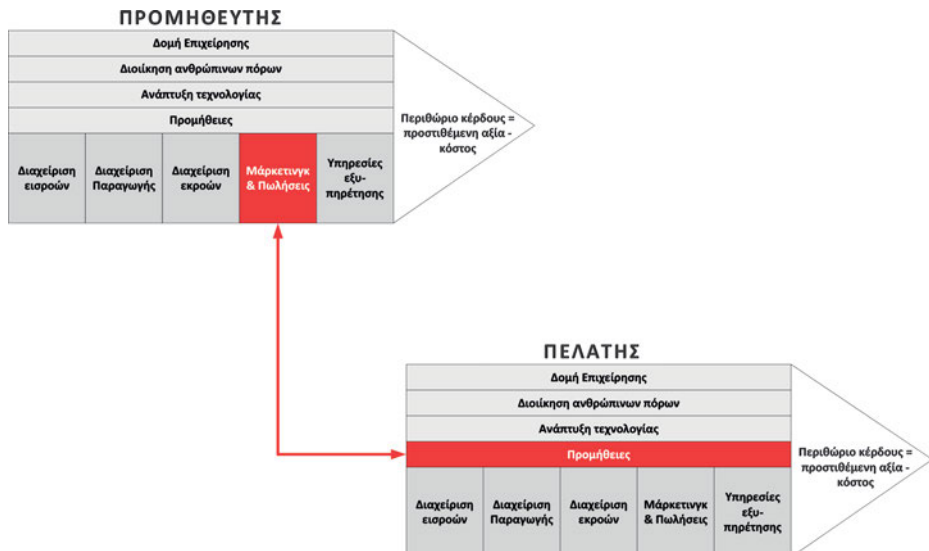 ΠΡΟΜΗΘΕΥΤΗΣ
Δομή Επιχείρησης
Διοιίκηση ανθρώπινων πόρων
Ανάπτυξη τεχνολογίας
Προμήθειες
Διαχείριση
εισροών
Διαχείριση
Παραγωγής
Διαχείριση
εκροών
Μάρκετινγκ
& Πωλήσεις
Υπηρεσίες
εξυ-
πηρέτησης
Περιθώριο κέρδους =
προστιθέμενη αξία -
κόστος
ΠΕΛΑΤΗΣ
Δομή Επιχείρησης
Διοιίκηση ανθρώπινων πόρων
Ανάπτυξη τεχνολογίας
Προμήθειες
Διαχείριση
εισροών
Διαχείριση
Παραγωγής
Διαχείριση
εκροών
Μάρκετινγκ
& Πωλήσεις
Υπηρεσίες
εξυ-
πηρέτησης
Περιθώριο κέρδους =
προστιθέμενη αξία -
κόστος